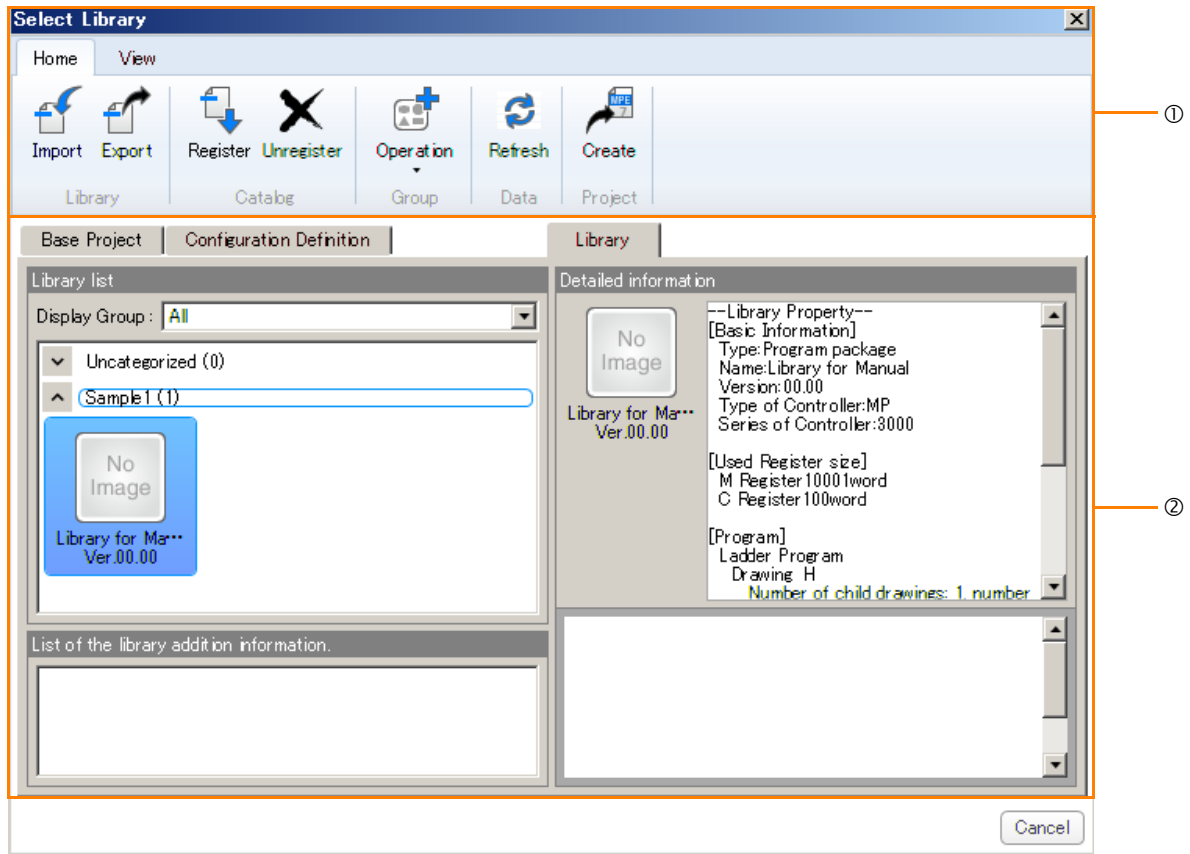 Select Library
Home View
Import Export Register Unregister Operation Refresh Create
Library Catalog Group Data Project
①
Base Project Configuration Definition Library
Library list
Display Group : All
Uncategorized (0)
Sample1 (1)
No
Image
Library for Ma…
Ver.00.00
List of the library addition information.
Detailed information
No
Image
Library for Ma…
Ver.00.00
--Library Property--
[Basic Information]
Type:Program package
Name:Library for Manual
Version:00.00
Type of Controller:MP
Series of Controller:3000
[Used Register size]
M Register10001word
C Register100word
[Program]
Ladder Program
Drawing H
Number of child drawings: 1, number
②
Cancel